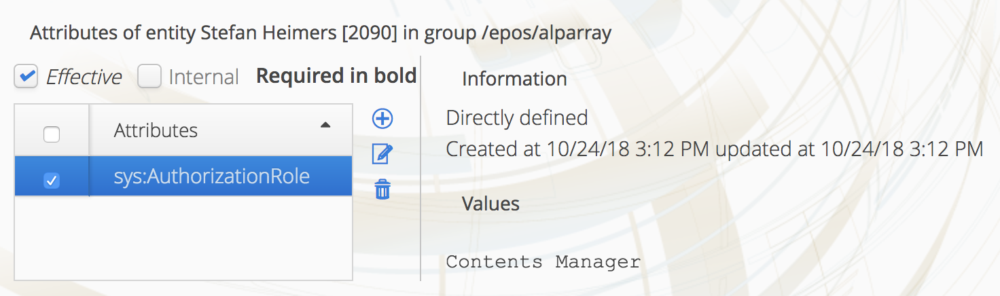 Attributes of entity Stefan Heimers [2090] in group /epos/alparray
Effective Internal Required in bold
Attributes
sys:AuthorizationRole
Information
Directly defined
Created at 10/24/18 3:12 PM updated at 10/24/18 3:12 PM
Values
Contents Manager